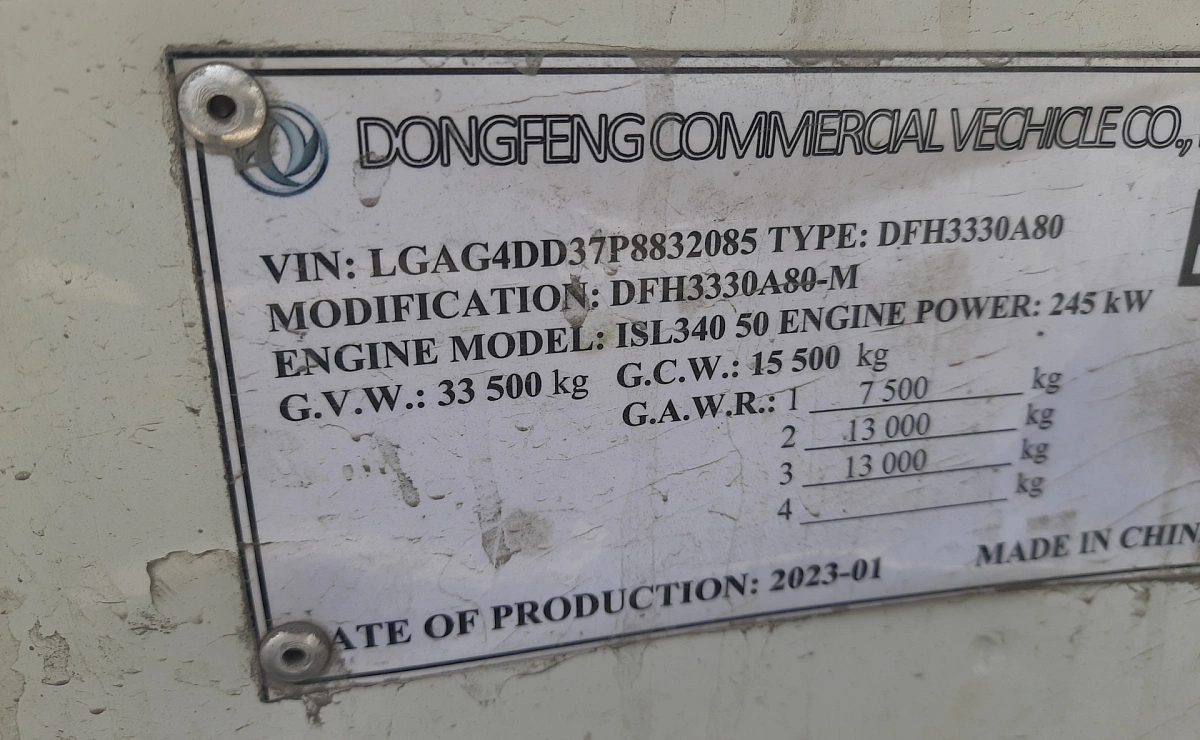 DONGFENG COMMERCIAL VECHICLE CO.,
VIN: LGAG4DD37P8832085 TYPE: DFH3330A80
MODIFICATION: DFH3330A80-M
ENGINE MODEL: ISL340 50 ENGINE POWER: 245 kW
G.V.W.: 33 500 kg G.C.W.: 15 500 kg
G.A.W.R.: 1 7 500 kg
2 13 000 kg
3 13 000 kg
4 kg
ATE OF PRODUCTION: 2023-01 MADE IN CHIN